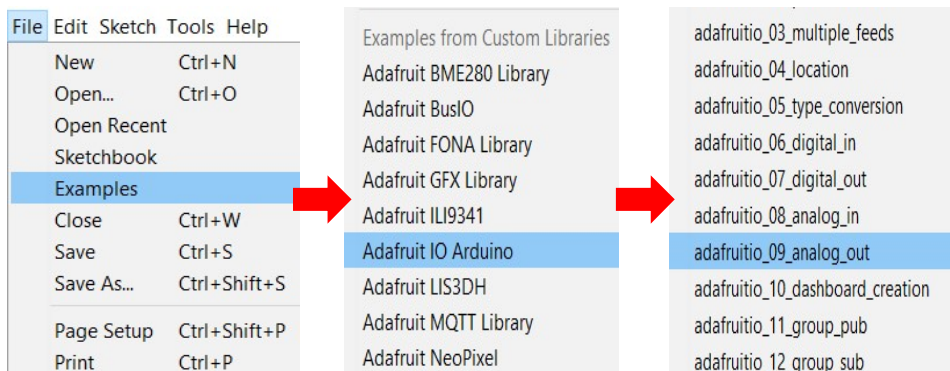 File Edit Sketch Tools Help
New Ctrl+N
Open... Ctrl+O
Open Recent
Sketchbook
Examples
Close Ctrl+W
Save Ctrl+S
Save As... Ctrl+Shift+S
Page Setup Ctrl+Shift+P
Print Ctrl+P
Examples from Custom Libraries
Adafruit BME280 Library
Adafruit BusIO
Adafruit FONA Library
Adafruit GFX Library
Adafruit ILI9341
Adafruit IO Arduino
Adafruit LIS3DH
Adafruit MQTT Library
Adafruit NeoPixel
adafruitio_03_multiple_feeds
adafruitio_04_location
adafruitio_05_type_conversion
adafruitio_06_digital_in
adafruitio_07_digital_out
adafruitio_08_analog_in
adafruitio_09_analog_out
adafruitio_10_dashboard_creation
adafruitio_11_group_pub
adafruitio_12_group_sub